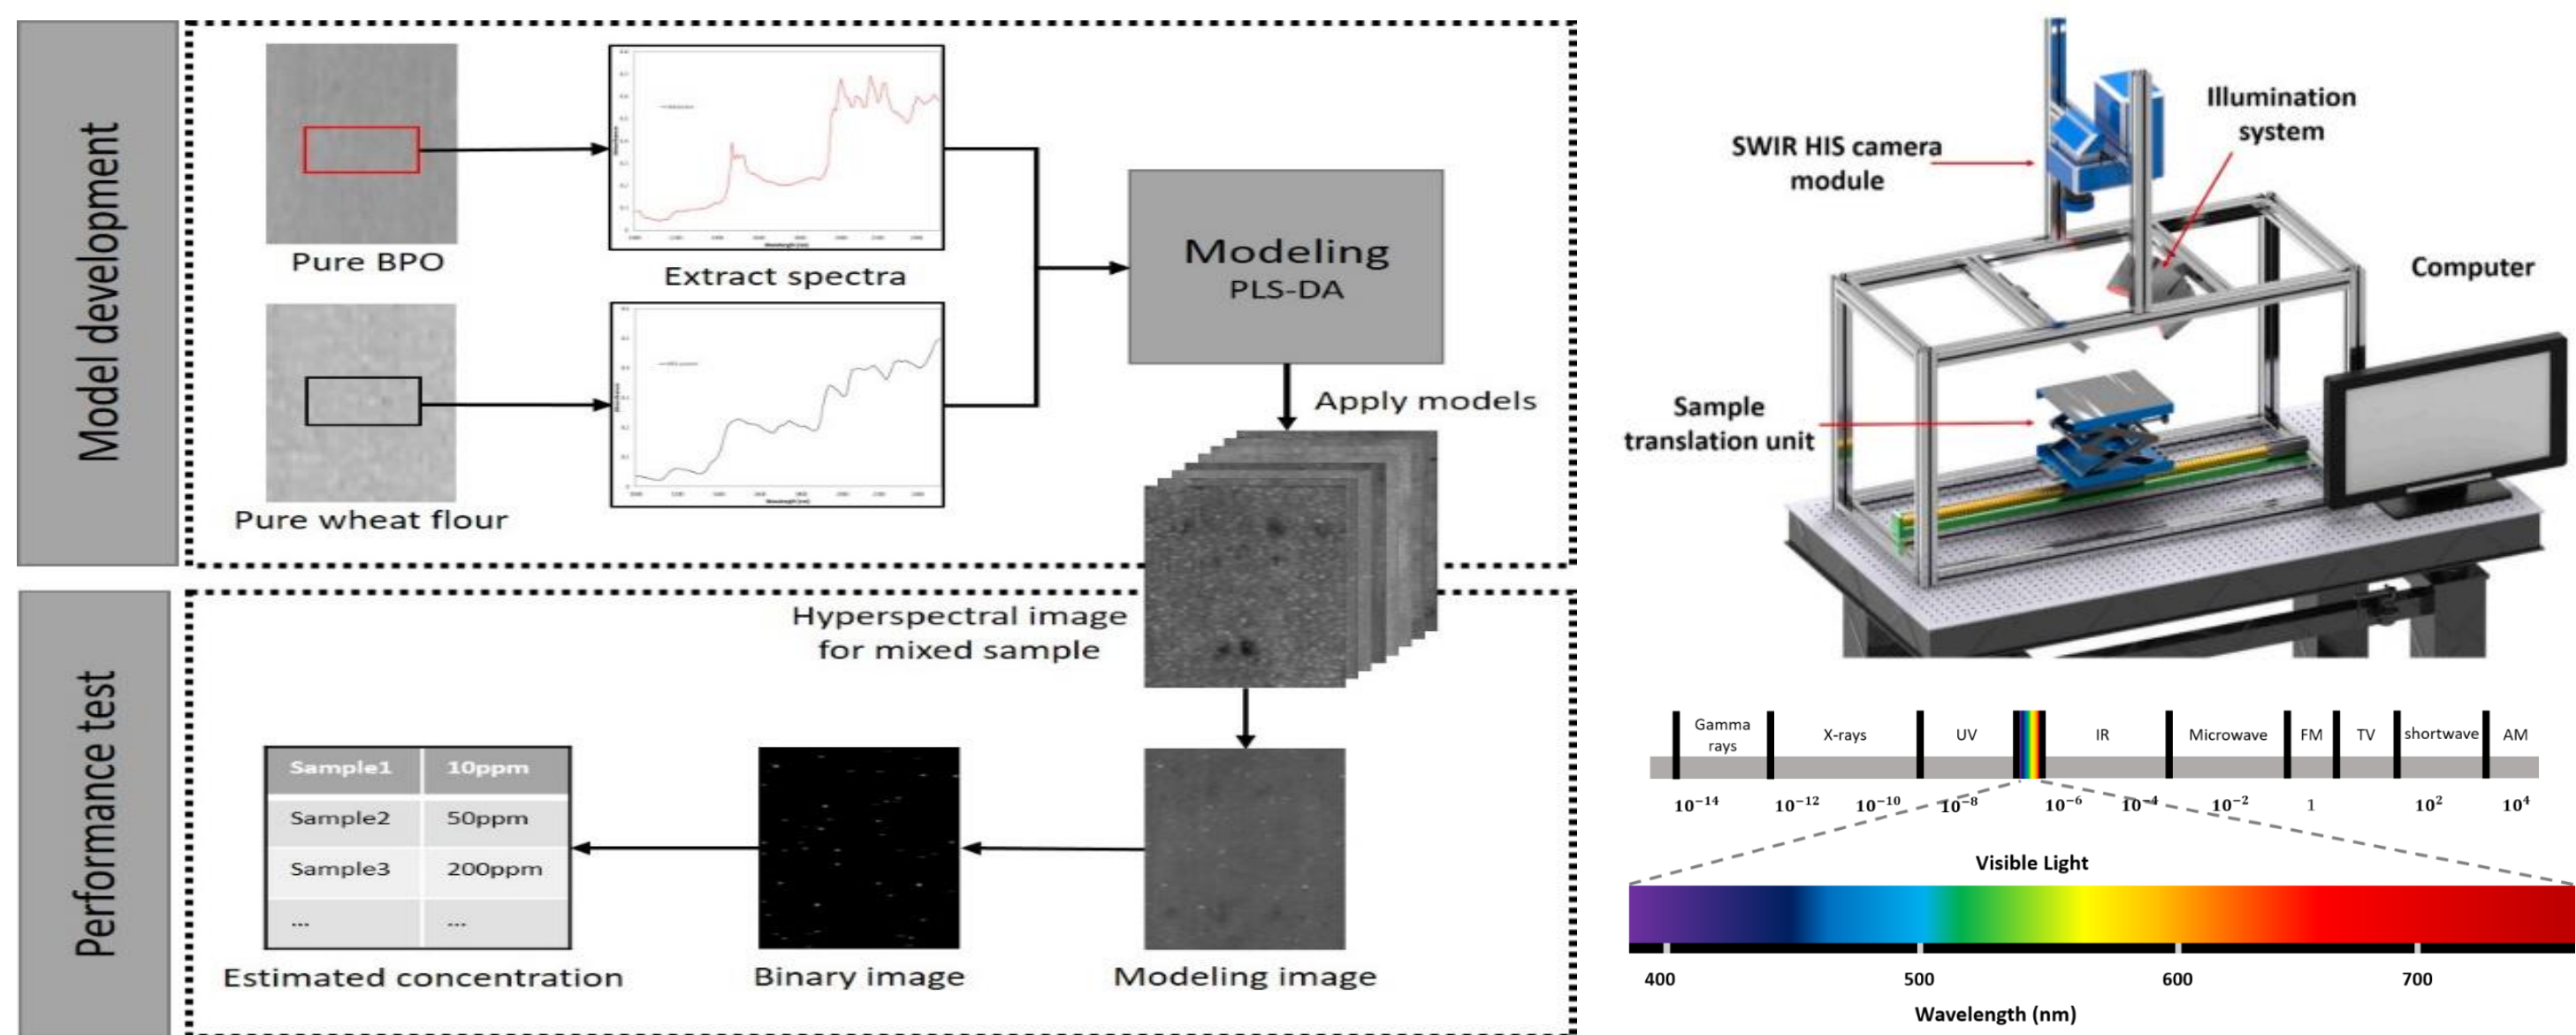 Model development
Pure BPO
Extract spectra
Pure wheat flour
Modeling
PLS-DA
Apply models
Performance test
Hyperspectral image
for mixed sample
Sample1 10ppm
Sample2 50ppm
Sample3 200ppm
... ...
Estimated concentration
Binary image
Modeling image
SWIR HIS camera
module
Illumination
system
Computer
Sample
translation unit
Gamma
rays
X-rays
UV
IR
Microwave
FM
TV
shortwave
AM
10⁻¹⁴ 10⁻¹² 10⁻¹⁰ 10⁻⁸ 10⁻⁶ 10⁻⁴ 10⁻² 1 10² 10⁴
Visible Light
400 500 600 700
Wavelength (nm)